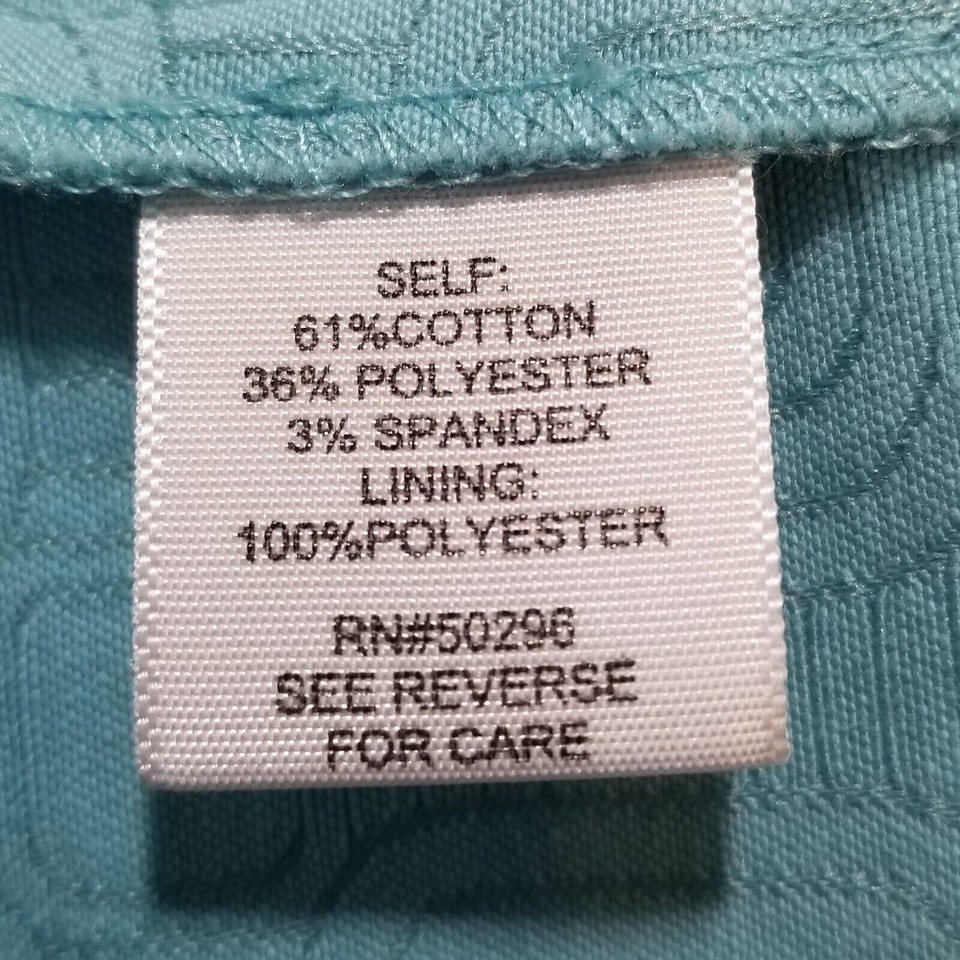 SELF:
61%COTTON
36% POLYESTER
3% SPANDEX
LINING:
100%POLYESTER
RN#50296
SEE REVERSE
FOR CARE